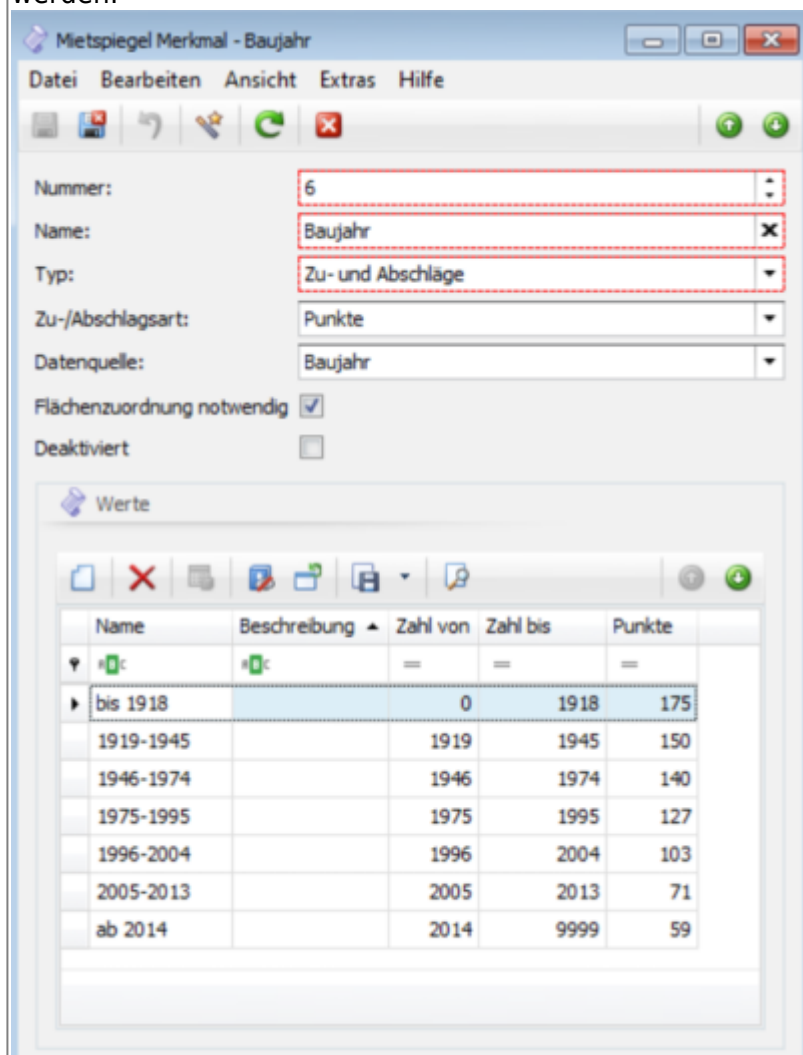 werden.
Mietspiegel Merkmal - Baujahr
Datei Bearbeiten Ansicht Extras Hilfe
Nummer: 6
Name: Baujahr
Typ: Zu- und Abschläge
Zu-/Abschlagsart: Punkte
Datenquelle: Baujahr
Flächenzuordnung notwendig
Deaktiviert
Werte
Name Beschreibung Zahl von Zahl bis Punkte
= = =
bis 1918 0 1918 175
1919-1945 1919 1945 150
1946-1974 1946 1974 140
1975-1995 1975 1995 127
1996-2004 1996 2004 103
2005-2013 2005 2013 71
ab 2014 2014 9999 59